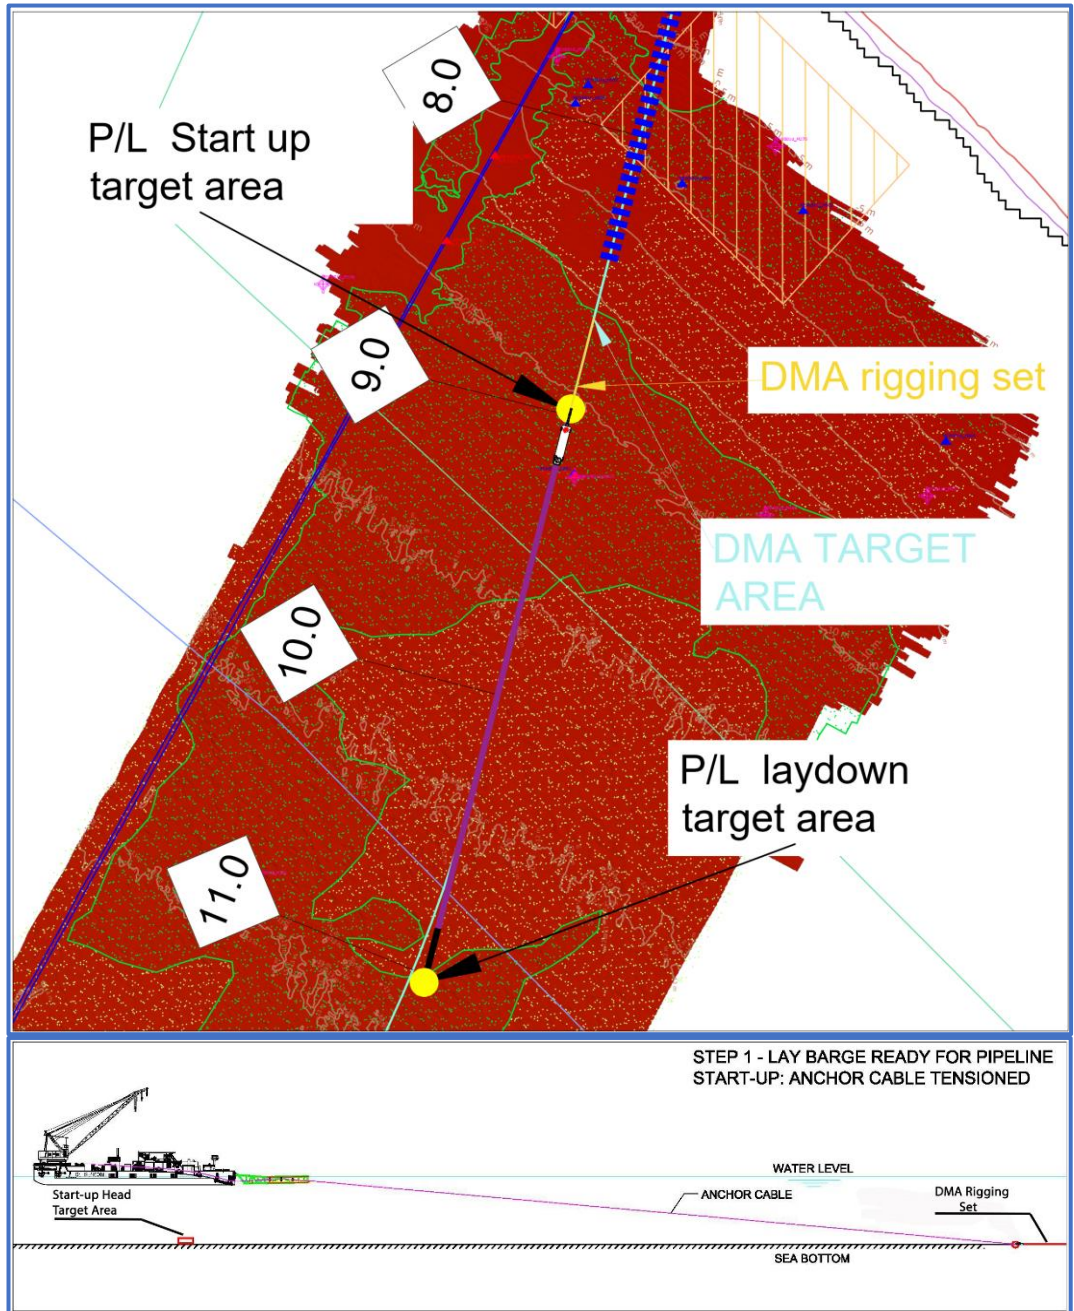 8.0
P/L Start up
target area
9.0
DMA rigging set
DMA TARGET
AREA
10.0
P/L laydown
target area
11.0
STEP 1 - LAY BARGE READY FOR PIPELINE
START-UP: ANCHOR CABLE TENSIONED
WATER LEVEL
Start-up Head
Target Area
ANCHOR CABLE
DMA Rigging
Set
SEA BOTTOM